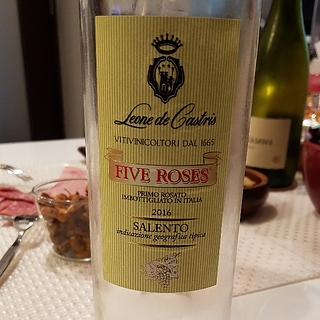 Leone de Castris
VITIVINICOLTORI DAL 1665
FIVE ROSES
PRIMO ROSATO
IMBOTTIGLIATO IN ITALIA
2016
SALENTO
indicazione geografica tipica